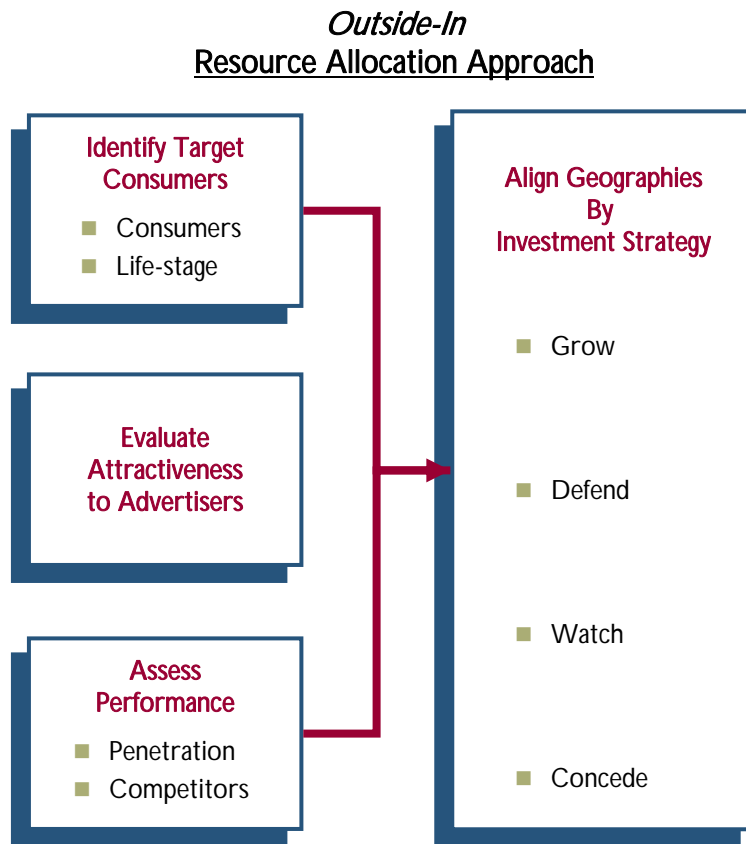 Outside-In
Resource Allocation Approach
Identify Target
Consumers
Consumers
Life-stage
Evaluate
Attractiveness
to Advertisers
Assess
Performance
Penetration
Competitors
Align Geographies
By
Investment Strategy
Grow
Defend
Watch
Concede